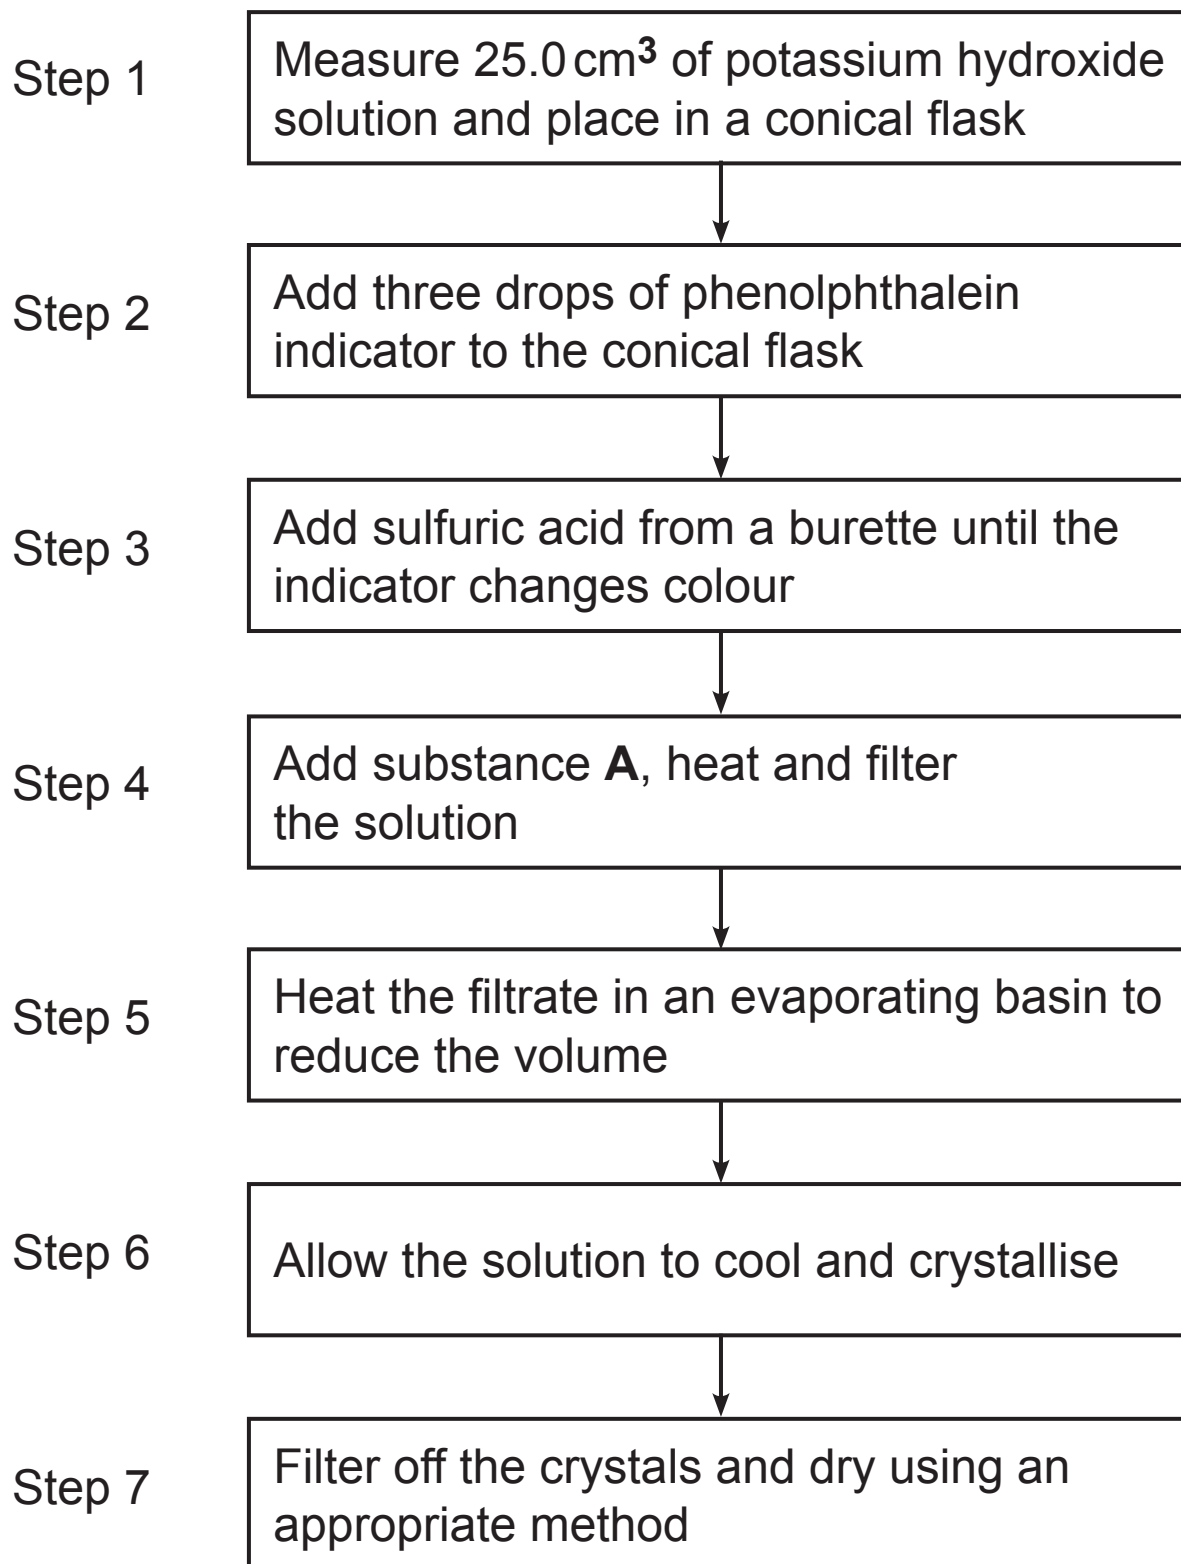 Step 1
Measure 25.0 cm³ of potassium hydroxide
solution and place in a conical flask
Step 2
Add three drops of phenolphthalein
indicator to the conical flask
Step 3
Add sulfuric acid from a burette until the
indicator changes colour
Step 4
Add substance A, heat and filter
the solution
Step 5
Heat the filtrate in an evaporating basin to
reduce the volume
Step 6
Allow the solution to cool and crystallise
Step 7
Filter off the crystals and dry using an
appropriate method